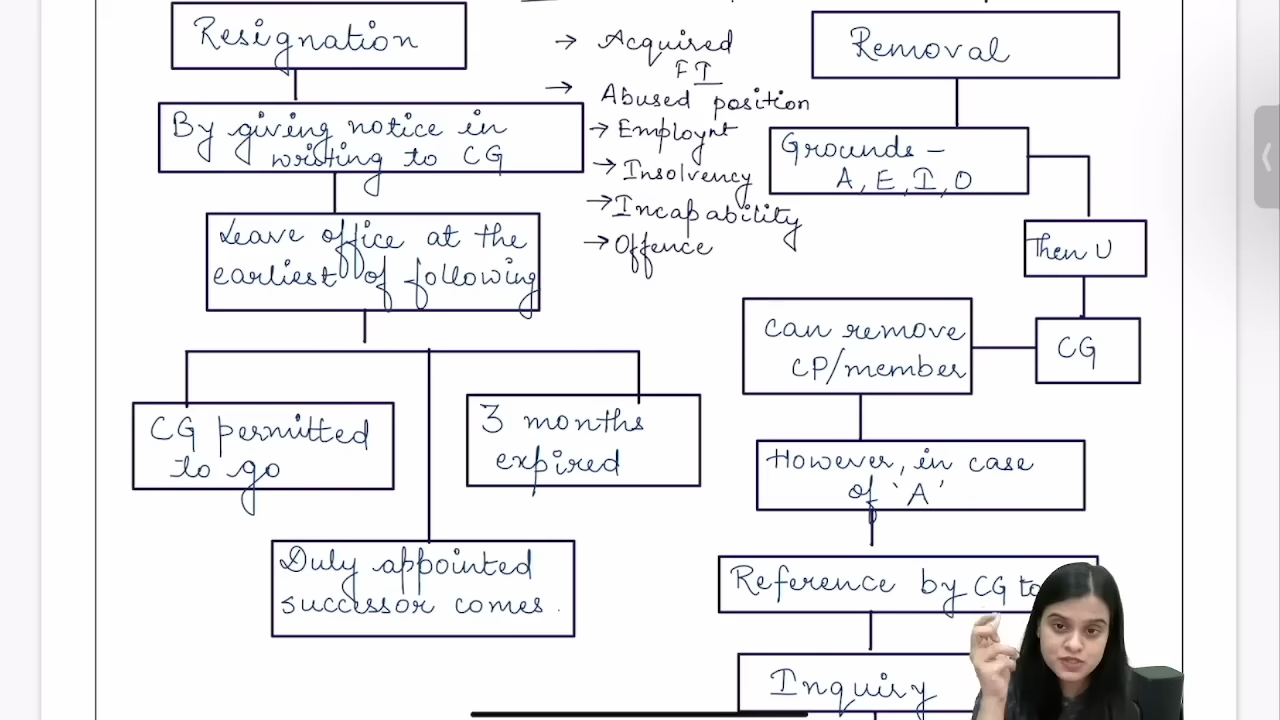 Resignation
By giving notice in
writing to CG
Leave office at the
earliest of following
CG permitted
to go
3 months
expired
Duly appointed
successor comes.
→ Acquired
FI
→ Abused position
→ Employnt
→ Insolvency
→ Incapability
→ Offence
Removal
Grounds -
A, E, I, O
Then U
CG
can remove
CP/member
However, in case
of 'A'
Reference by CG to
Inquiry